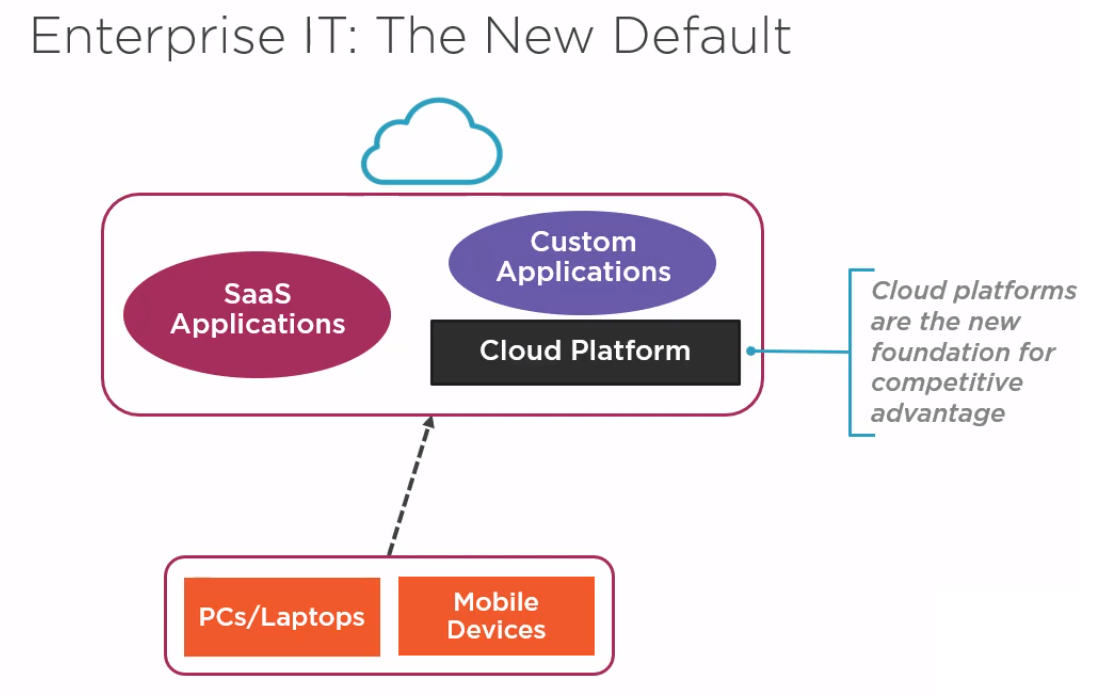 Enterprise IT: The New Default
SaaS
Applications
Custom
Applications
Cloud Platform
Cloud platforms
are the new
foundation for
competitive
advantage
PCs/Laptops
Mobile
Devices